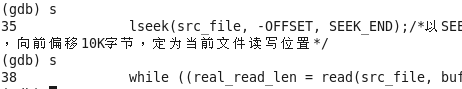 (gdb) s
35 lseek(src_file, -OFFSET, SEEK_END);/*以SEE
，向前偏移10K字节，定为当前文件读写位置*/
(gdb) s
38 while ((real_read_len = read(src_file, buf